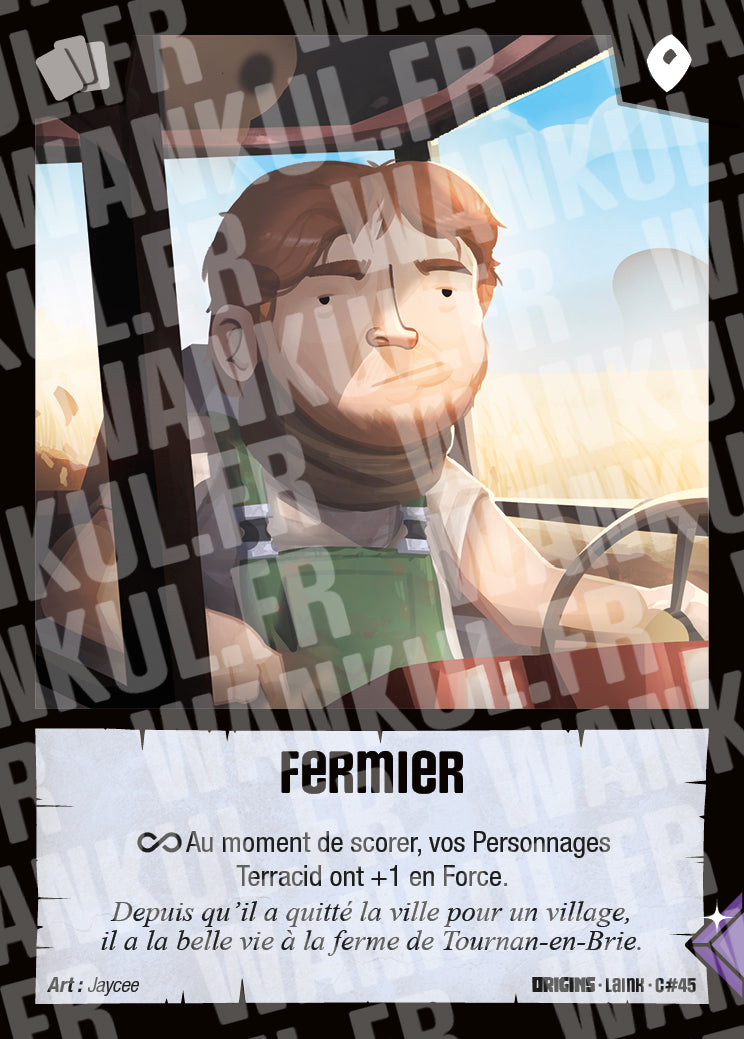 WANKUL.FR
FERMIER
∞ Au moment de scorer, vos Personnages
Terracid ont +1 en Force.
Depuis qu’il a quitté la ville pour un village,
il a la belle vie à la ferme de Tournan-en-Brie.
Art : Jaycee
ORIGINS · LAINK · C#45